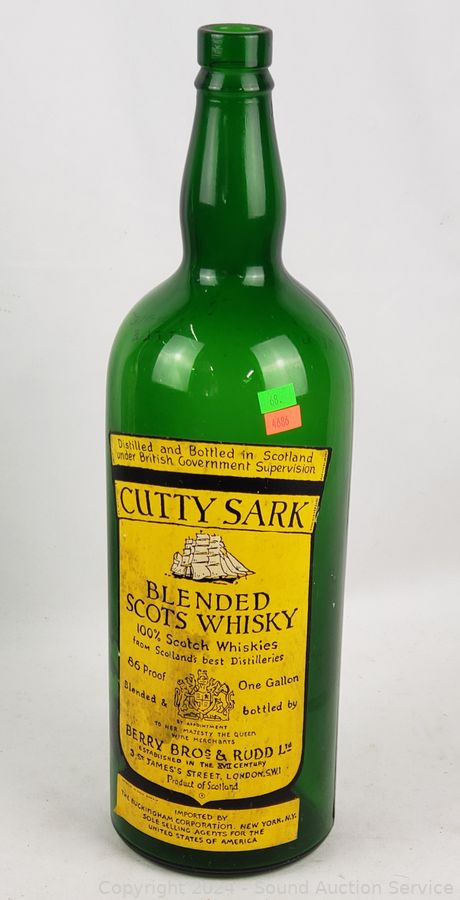 68.
6686
Distilled and Bottled in Scotland
under British Government Supervision
CUTTY SARK
BLENDED
SCOTS WHISKY
100% Scotch Whiskies
from Scotland's best Distilleries
86 Proof
One Gallon
Blended &
bottled by
BY APPOINTMENT
TO HER MAJESTY THE QUEEN
WINE MERCHANTS
BERRY BROS & RUDD LTD
ESTABLISHED IN THE XVII CENTURY
3, ST JAMES'S STREET, LONDON, S.W.1
Product of Scotland
IMPORTED BY
THE BUCKINGHAM CORPORATION, NEW YORK, N.Y.
SOLE SELLING AGENTS FOR THE
UNITED STATES OF AMERICA
Copyright 2024 - Sound Auction Service